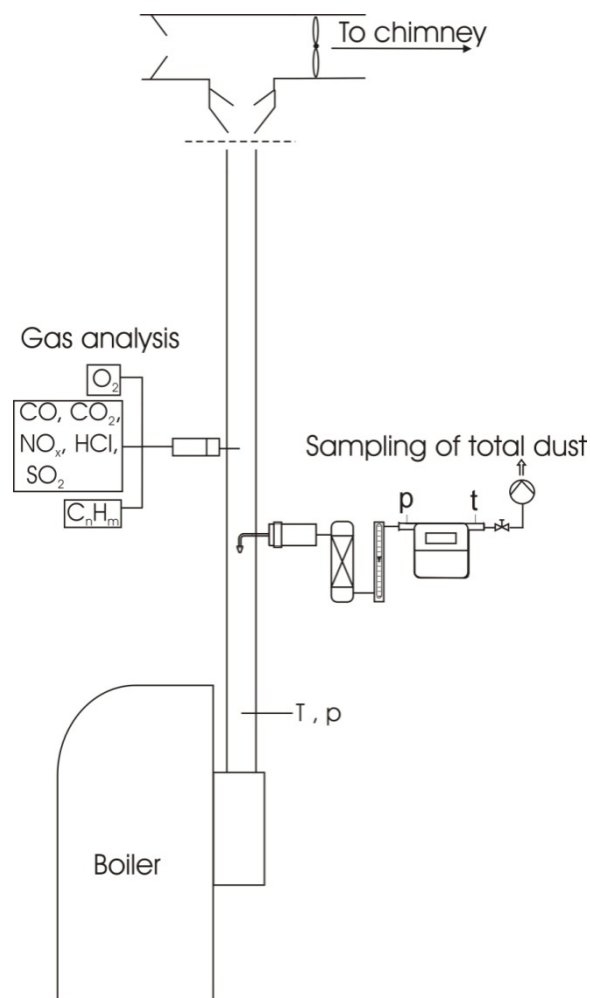 To chimney
Gas analysis
O₂
CO, CO₂,
NOₓ, HCl,
SO₂
CₙHₘ
Sampling of total dust
p
t
T , p
Boiler